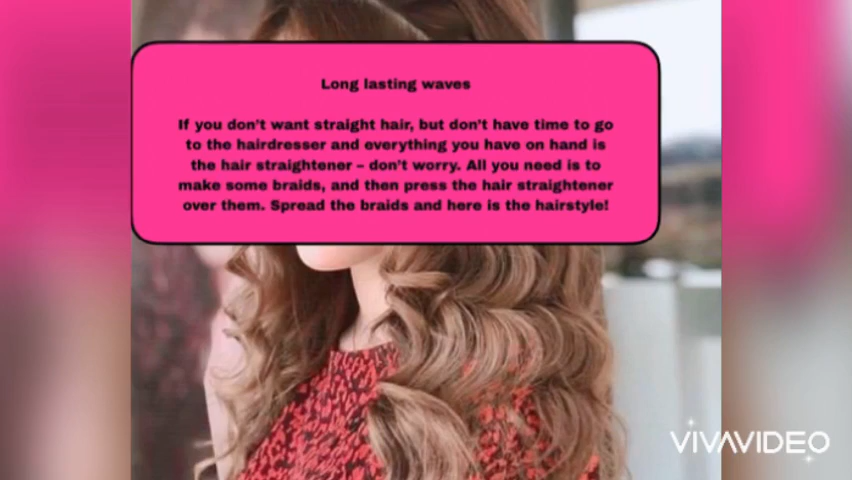 Long lasting waves
If you don't want straight hair, but don't have time to go
to the hairdresser and everything you have on hand is
the hair straightener – don't worry. All you need is to
make some braids, and then press the hair straightener
over them. Spread the braids and here is the hairstyle!
VIVAVIDEO